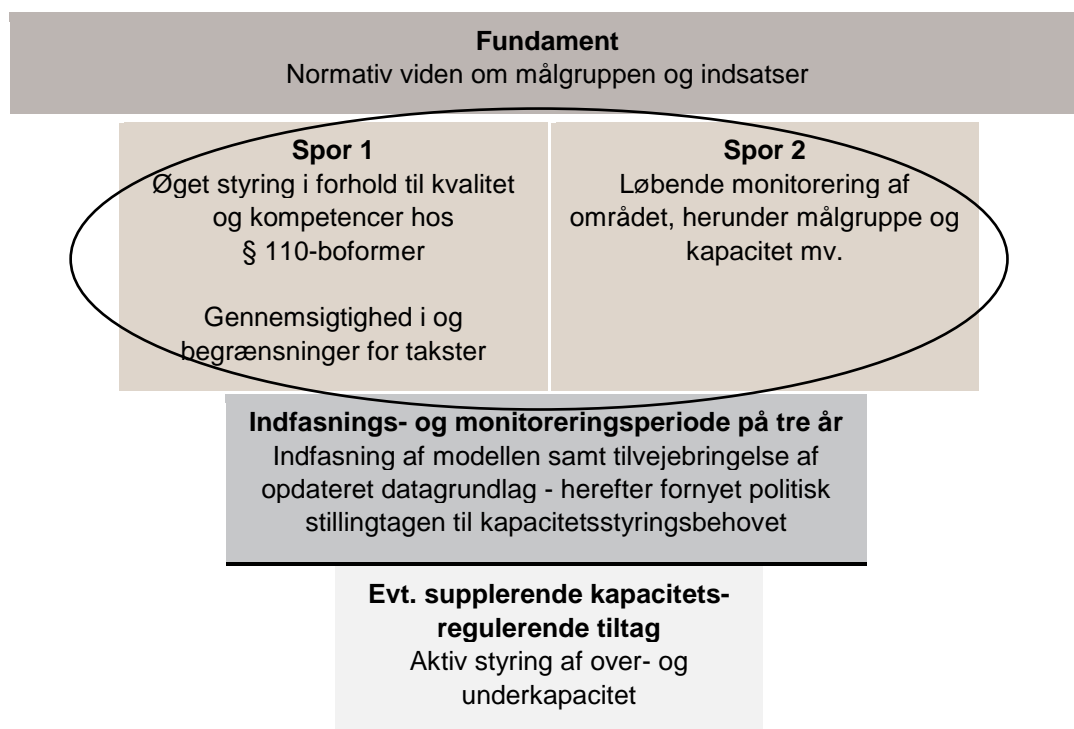 Fundament
Normativ viden om målgruppen og indsatser
Spor 1
Øget styring i forhold til kvalitet
og kompetencer hos
§ 110-boformer
Gennemsigtighed i og
begrænsninger for takster
Spor 2
Løbende monitorering af
området, herunder målgruppe og
kapacitet mv.
Indfasnings- og monitoreringsperiode på tre år
Indfasning af modellen samt tilvejebringelse af
opdateret datagrundlag - herefter fornyet politisk
stillingtagen til kapacitetsstyringsbehovet
Evt. supplerende kapacitets-
regulerende tiltag
Aktiv styring af over- og
underkapacitet